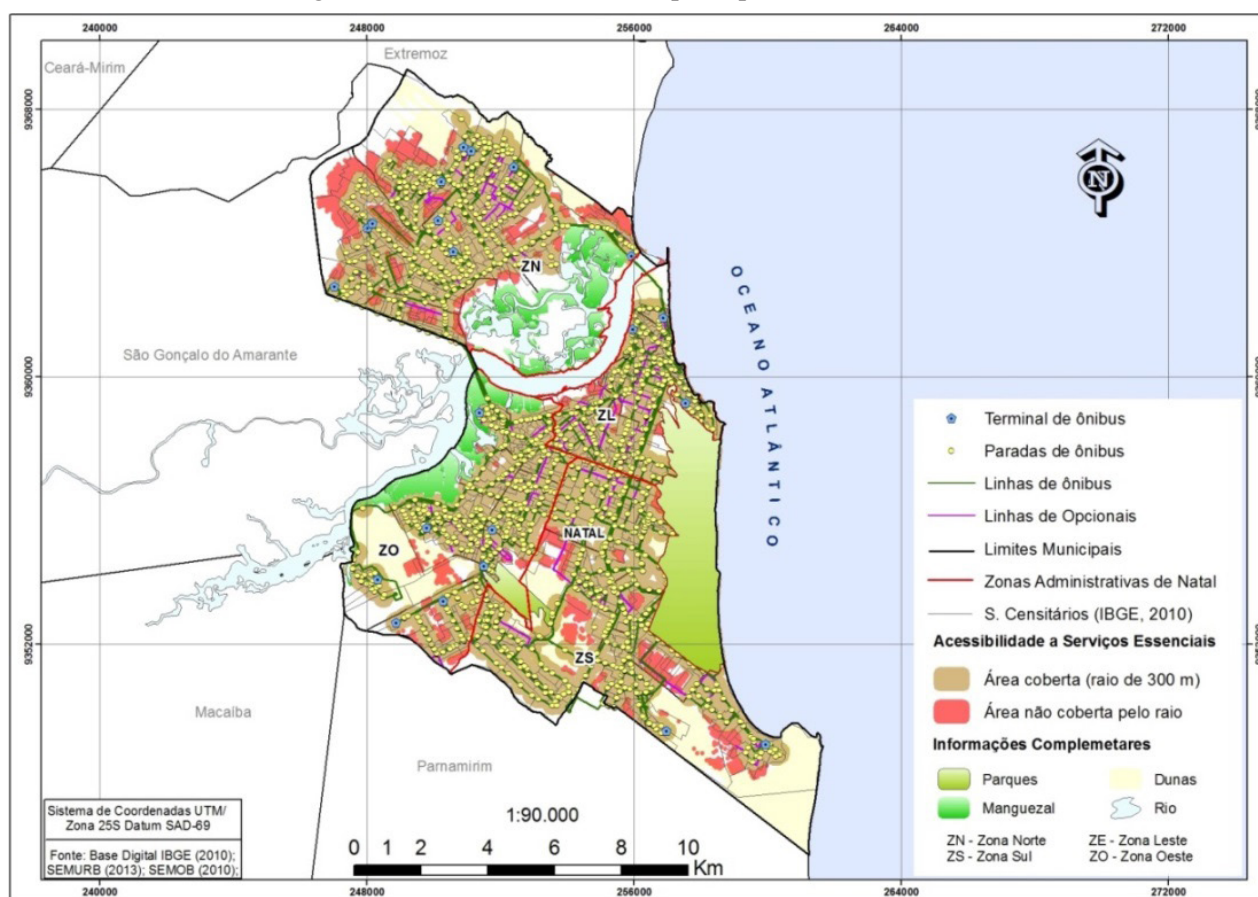 240000
248000
256000
264000
272000
Ceará-Mirim
Extremoz
9368000
ZN
São Gonçalo do Amarante
9360000
ZL
OCEANO ATLÂNTICO
N
NATAL
ZO
ZS
9352000
Macaíba
Parnamirim
Terminal de ônibus
Paradas de ônibus
Linhas de ônibus
Linhas de Opcionais
Limites Municipais
Zonas Administrativas de Natal
S. Censitários (IBGE, 2010)
Acessibilidade a Serviços Essenciais
Área coberta (raio de 300 m)
Área não coberta pelo raio
Informações Complemetares
Parques
Dunas
Manguezal
Rio
ZN - Zona Norte
ZE - Zona Leste
ZS - Zona Sul
ZO - Zona Oeste
Sistema de Coordenadas UTM/
Zona 25S Datum SAD-69
Fonte: Base Digital IBGE (2010);
SEMURB (2013); SEMOB (2010);
1:90.000
0 1 2 4 6 8 10
Km
240000
248000
256000
264000
272000